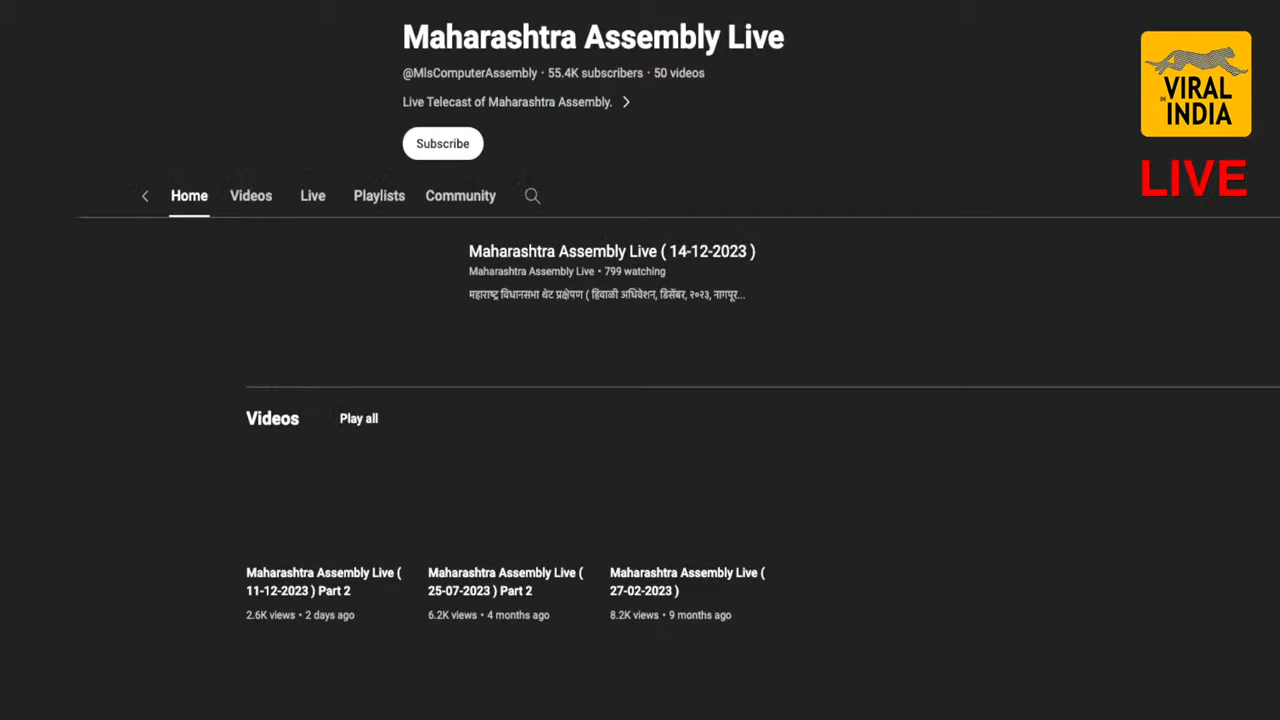 Maharashtra Assembly Live
@MlsComputerAssembly · 55.4K subscribers · 50 videos
Live Telecast of Maharashtra Assembly.
Subscribe
VIRAL
IN
INDIA
LIVE
Home Videos Live Playlists Community
Maharashtra Assembly Live ( 14-12-2023 )
Maharashtra Assembly Live • 799 watching
महाराष्ट्र विधानसभा थेट प्रक्षेपण ( हिवाळी अधिवेशन, डिसेंबर, २०२३, नागपूर...
Videos Play all
Maharashtra Assembly Live (
11-12-2023 ) Part 2
2.6K views • 2 days ago
Maharashtra Assembly Live (
25-07-2023 ) Part 2
6.2K views • 4 months ago
Maharashtra Assembly Live (
27-02-2023 )
8.2K views • 9 months ago